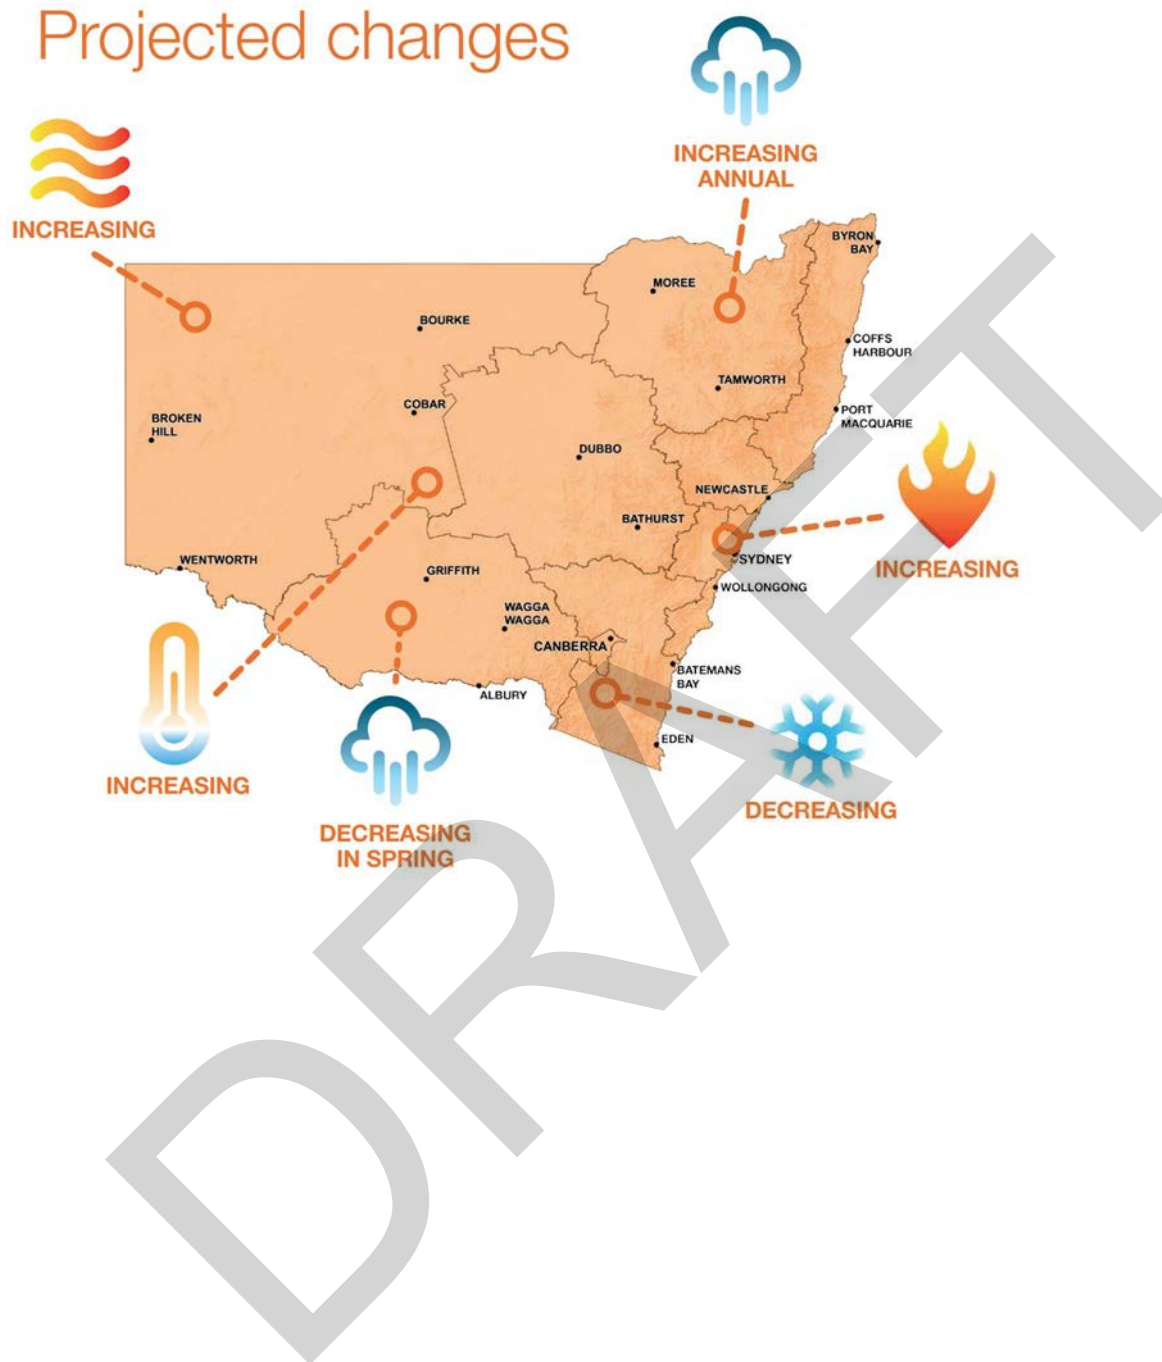 Projected changes
INCREASING
ANNUAL
INCREASING
BYRON
BAY
MOREE
BOURKE
COFFS
HARBOUR
TAMWORTH
COBAR
PORT
MACQUARIE
BROKEN
HILL
DUBBO
NEWCASTLE
BATHURST
SYDNEY
INCREASING
WENTWORTH
GRIFFITH
WOLLONGONG
WAGGA
WAGGA
CANBERRA
BATEMANS
BAY
ALBURY
EDEN
INCREASING
DECREASING
IN SPRING
DECREASING
DRAFT